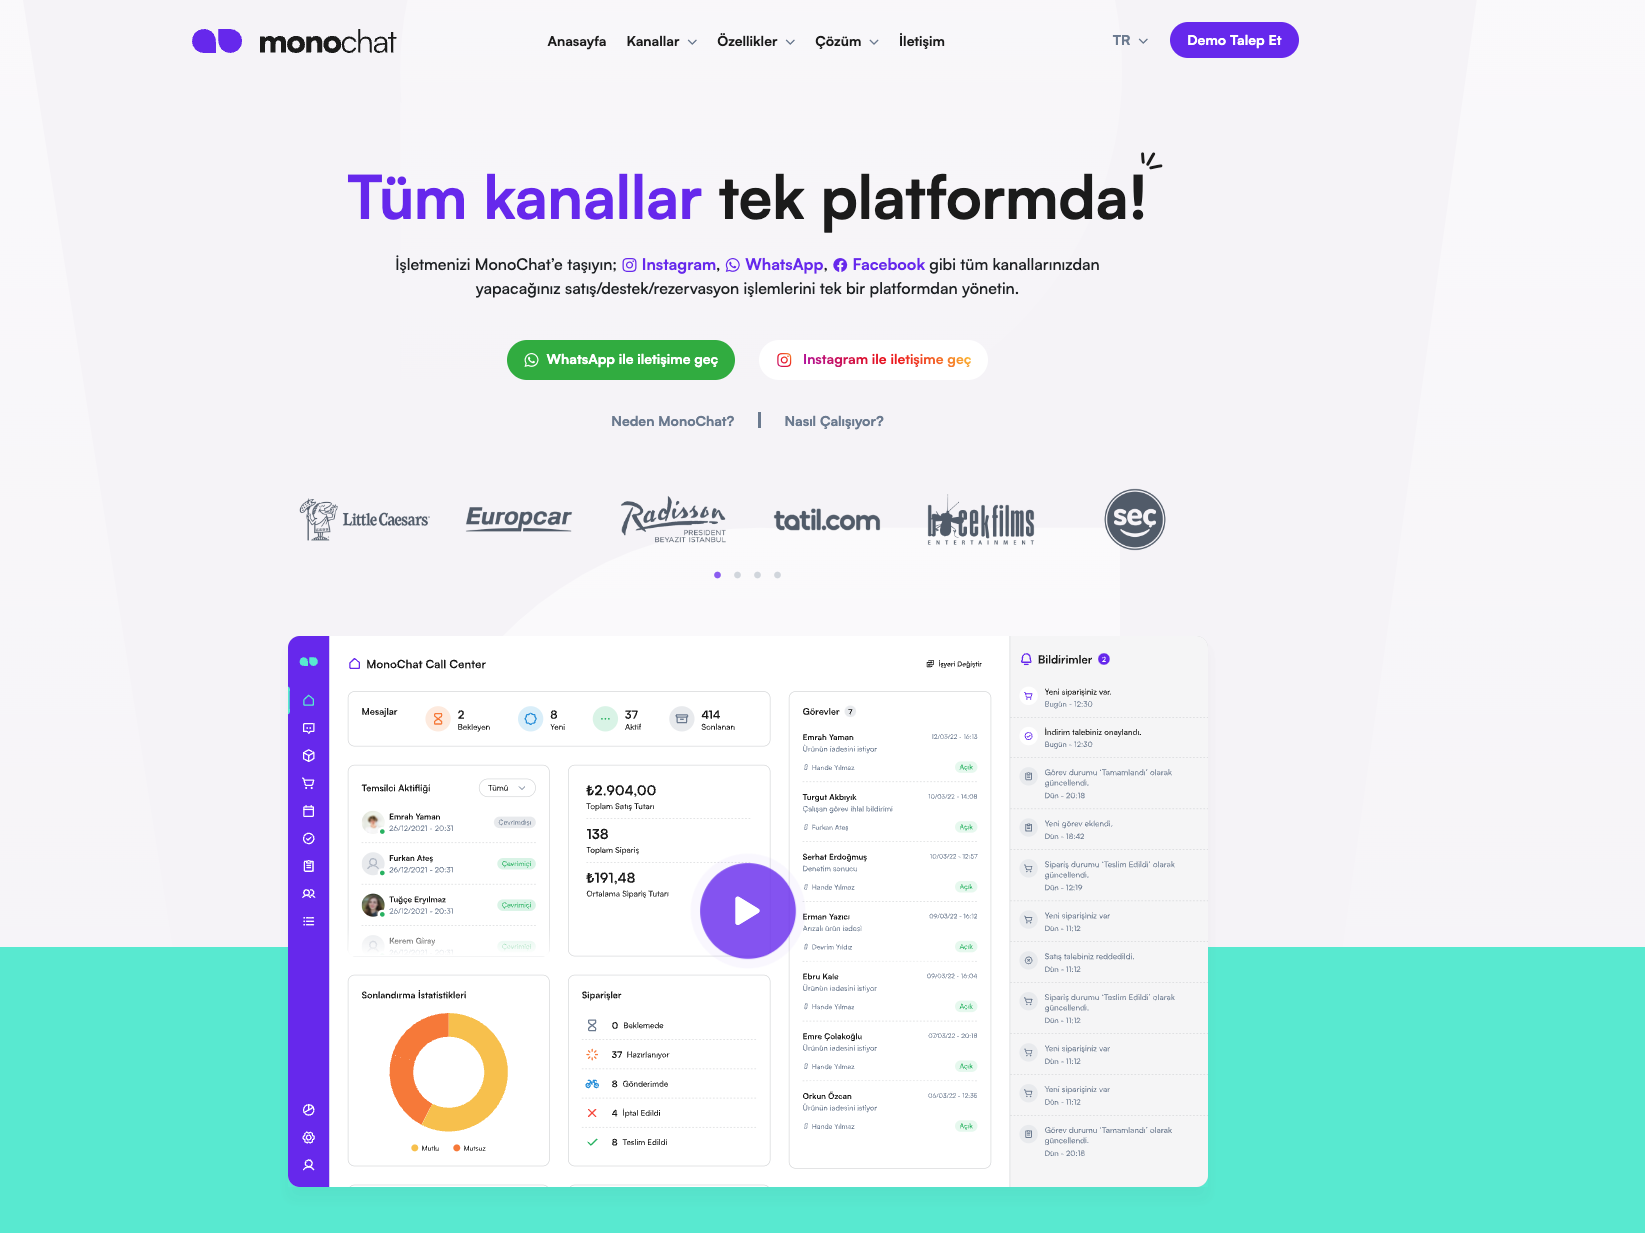 monochat
Anasayfa Kanallar Özellikler Çözüm İletişim
TR
Demo Talep Et
Tüm kanallar tek platformda!
İşletmenizi MonoChat'e taşıyın; Instagram, WhatsApp, Facebook gibi tüm kanallarınızdan
yapacağınız satış/destek/rezervasyon işlemlerini tek bir platformdan yönetin.
WhatsApp ile iletişime geç
Instagram ile iletişime geç
Neden MonoChat? Nasıl Çalışıyor?
Little Caesars
Europcar
Radisson
PRESIDENT
BEYAZIT ISTANBUL
tatil.com
böcekfilms
ENTERTAINMENT
seç
MonoChat Call Center
İşyeri Değiştir
Mesajlar
2
Bekleyen
8
Yeni
37
Aktif
414
Sonlanan
Temsilci Aktifliği
Tümü
Emrah Yaman
26/12/2021 - 20:31
Çevrimdışı
Furkan Ateş
26/12/2021 - 20:31
Çevrimiçi
Tuğçe Eryılmaz
26/12/2021 - 20:31
Çevrimiçi
Kerem Giray
₺2.904,00
Toplam Satış Tutarı
138
Toplam Sipariş
₺191,48
Ortalama Sipariş Tutarı
Sonlandırma İstatistikleri
Mutlu
Mutsuz
Siparişler
0 Beklemede
37 Hazırlanıyor
8 Gönderimde
4 İptal Edildi
8 Teslim Edildi
Görevler 7
Emrah Yaman 12/03/22 - 16:13
Ürünün iadesini istiyor
Hande Yılmaz Açık
Turgut Akbıyık 10/03/22 - 14:08
Çalışan görev ihlal bildirimi
Furkan Ateş Açık
Serhat Erdoğmuş 10/03/22 - 12:57
Denetim sonucu
Hande Yılmaz Açık
Erman Yazıcı 09/03/22 - 16:12
Arızalı ürün iadesi
Devrim Yıldız Açık
Ebru Kale 09/03/22 - 16:04
Ürünün iadesini istiyor
Hande Yılmaz Açık
Emre Çolakoğlu 07/03/22 - 20:18
Ürünün iadesini istiyor
Hande Yılmaz Açık
Orkun Özcan 06/03/22 - 12:36
Ürünün iadesini istiyor
Hande Yılmaz Açık
Bildirimler 2
Yeni siparişiniz var.
Bugün - 12:30
İndirim talebiniz onaylandı.
Bugün - 12:30
Görev durumu 'Tamamlandı' olarak
güncellendi.
Dün - 20:18
Yeni görev eklendi.
Dün - 18:42
Sipariş durumu 'Teslim Edildi' olarak
güncellendi.
Dün - 12:19
Yeni siparişiniz var
Dün - 11:12
Satış talebiniz reddedildi.
Dün - 11:12
Sipariş durumu 'Teslim Edildi' olarak
güncellendi.
Dün - 11:12
Yeni siparişiniz var
Dün - 11:12
Yeni siparişiniz var
Dün - 11:12
Görev durumu 'Tamamlandı' olarak
güncellendi.
Dün - 20:18